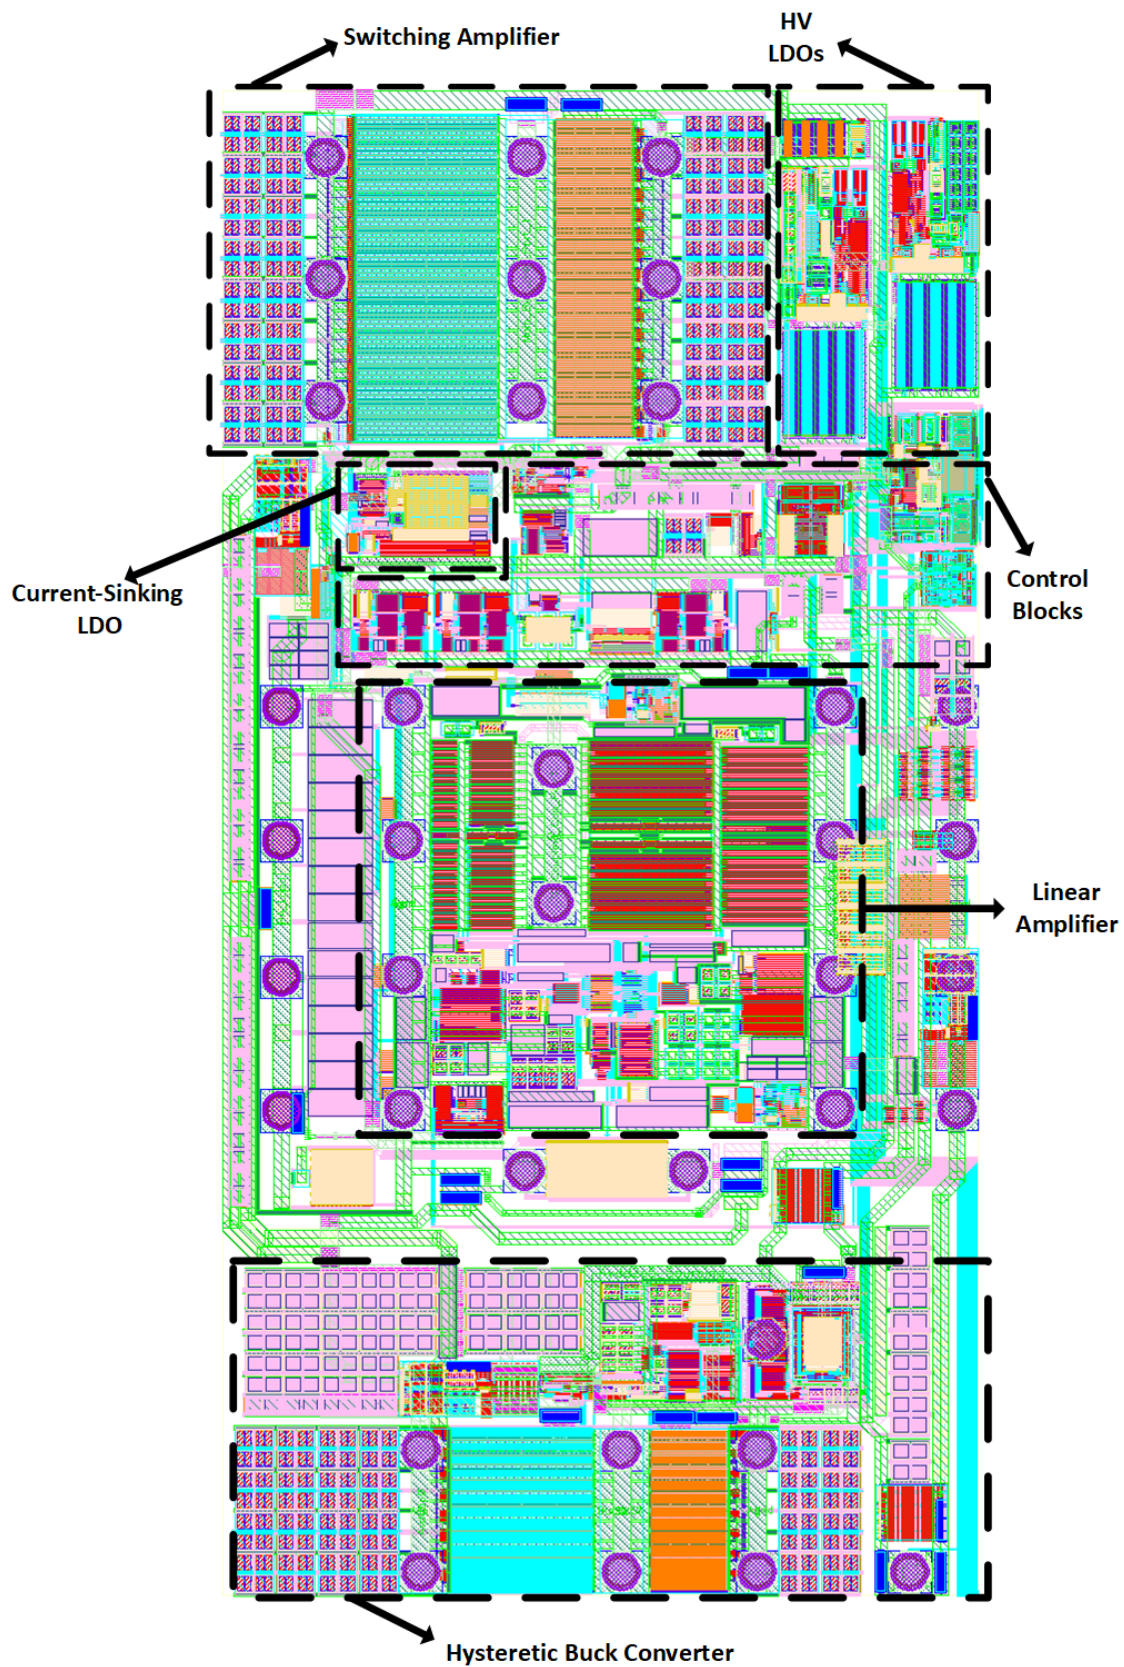 HV
LDOs
Switching Amplifier
Current-Sinking
LDO
Control
Blocks
Linear
Amplifier
Hysteretic Buck Converter